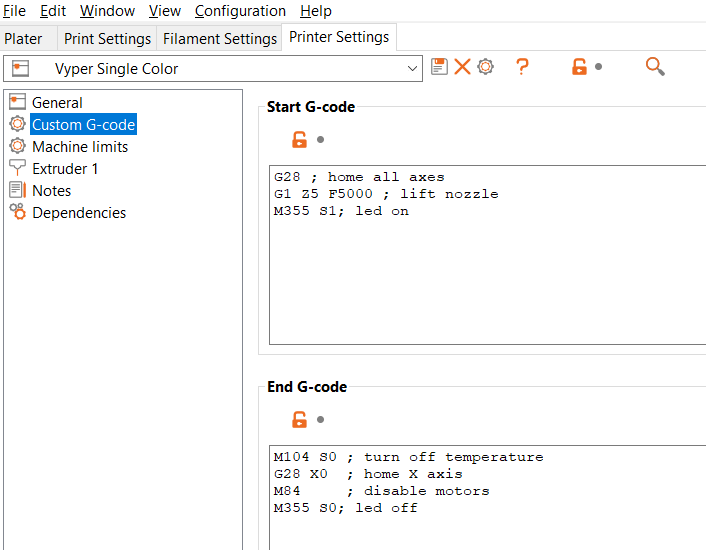 File Edit Window View Configuration Help
Plater Print Settings Filament Settings Printer Settings
Vyper Single Color ?
General
Custom G-code
Machine limits
Extruder 1
Notes
Dependencies
Start G-code
G28 ; home all axes
G1 Z5 F5000 ; lift nozzle
M355 S1; led on
End G-code
M104 S0 ; turn off temperature
G28 X0 ; home X axis
M84 ; disable motors
M355 S0; led off